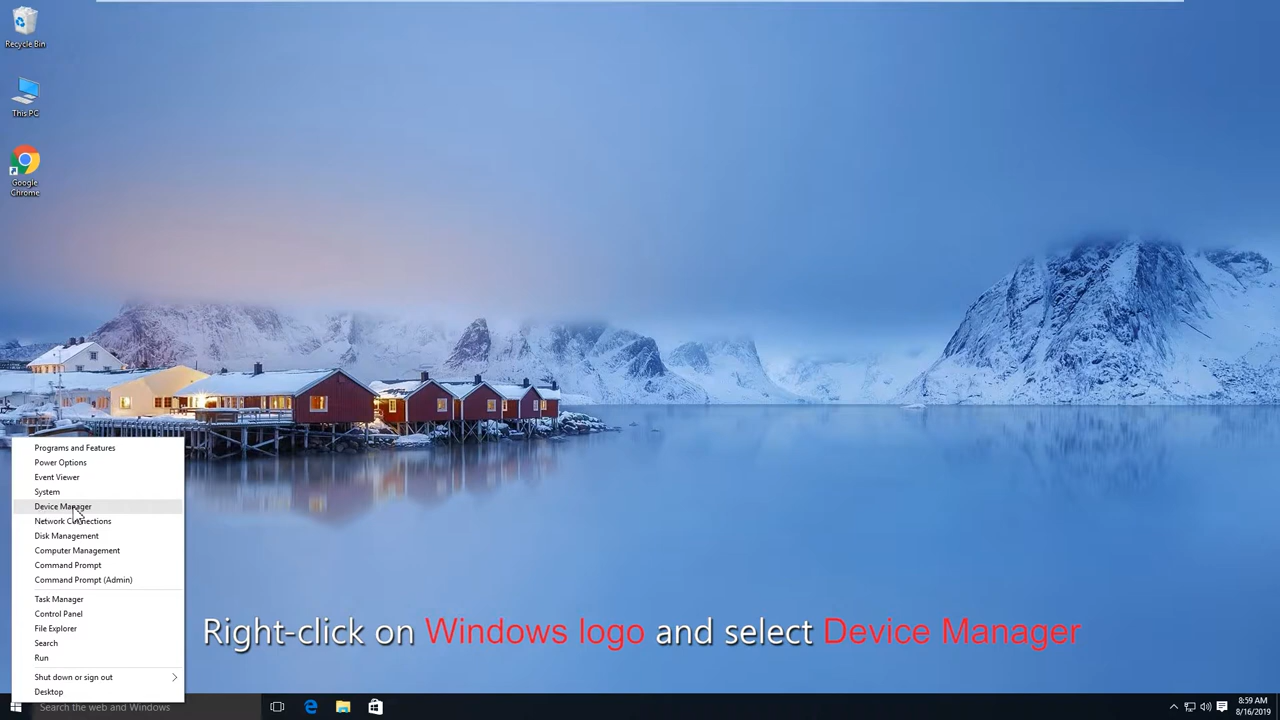 Recycle Bin
This PC
Google
Chrome
Programs and Features
Power Options
Event Viewer
System
Device Manager
Network Connections
Disk Management
Computer Management
Command Prompt
Command Prompt (Admin)
Task Manager
Control Panel
File Explorer
Search
Run
Shut down or sign out
Desktop
Right-click on Windows logo and select Device Manager
Search the web and Windows
8:59 AM
8/16/2019